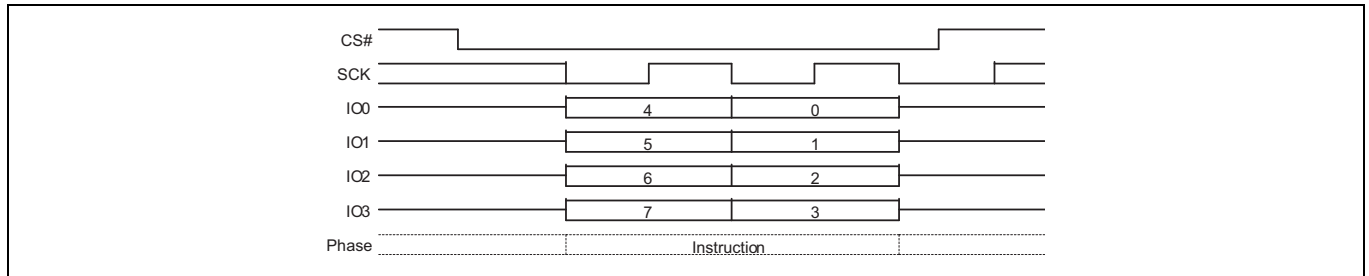 CS#
SCK
IO0 4 0
IO1 5 1
IO2 6 2
IO3 7 3
Phase Instruction